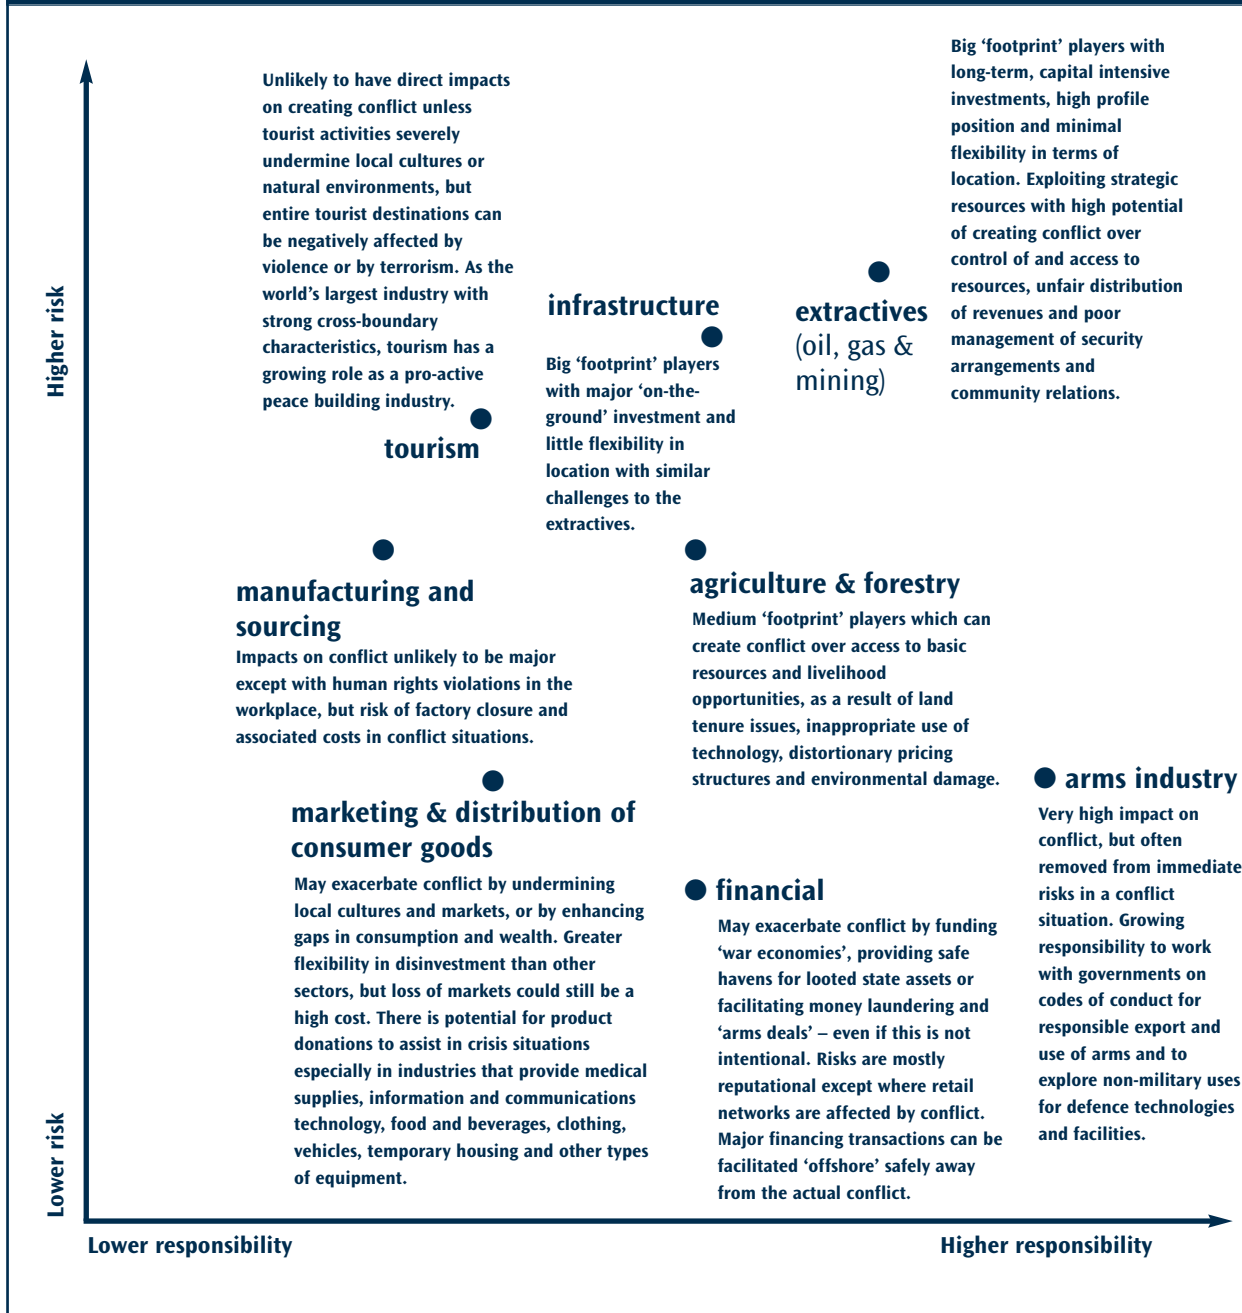 Higher risk
Unlikely to have direct impacts
on creating conflict unless
tourist activities severely
undermine local cultures or
natural environments, but
entire tourist destinations can
be negatively affected by
violence or by terrorism. As the
world’s largest industry with
strong cross-boundary
characteristics, tourism has a
growing role as a pro-active
peace building industry.
tourism
infrastructure
Big ‘footprint’ players
with major ‘on-the-
ground’ investment and
little flexibility in
location with similar
challenges to the
extractives.
extractives
(oil, gas &
mining)
Big ‘footprint’ players with
long-term, capital intensive
investments, high profile
position and minimal
flexibility in terms of
location. Exploiting strategic
resources with high potential
of creating conflict over
control of and access to
resources, unfair distribution
of revenues and poor
management of security
arrangements and
community relations.
manufacturing and
sourcing
Impacts on conflict unlikely to be major
except with human rights violations in the
workplace, but risk of factory closure and
associated costs in conflict situations.
agriculture & forestry
Medium ‘footprint’ players which can
create conflict over access to basic
resources and livelihood
opportunities, as a result of land
tenure issues, inappropriate use of
technology, distortionary pricing
structures and environmental damage.
marketing & distribution of
consumer goods
May exacerbate conflict by undermining
local cultures and markets, or by enhancing
gaps in consumption and wealth. Greater
flexibility in disinvestment than other
sectors, but loss of markets could still be a
high cost. There is potential for product
donations to assist in crisis situations
especially in industries that provide medical
supplies, information and communications
technology, food and beverages, clothing,
vehicles, temporary housing and other types
of equipment.
financial
May exacerbate conflict by funding
‘war economies’, providing safe
havens for looted state assets or
facilitating money laundering and
‘arms deals’ – even if this is not
intentional. Risks are mostly
reputational except where retail
networks are affected by conflict.
Major financing transactions can be
facilitated ‘offshore’ safely away
from the actual conflict.
arms industry
Very high impact on
conflict, but often
removed from immediate
risks in a conflict
situation. Growing
responsibility to work
with governments on
codes of conduct for
responsible export and
use of arms and to
explore non-military uses
for defence technologies
and facilities.
Lower risk
Lower responsibility
Higher responsibility